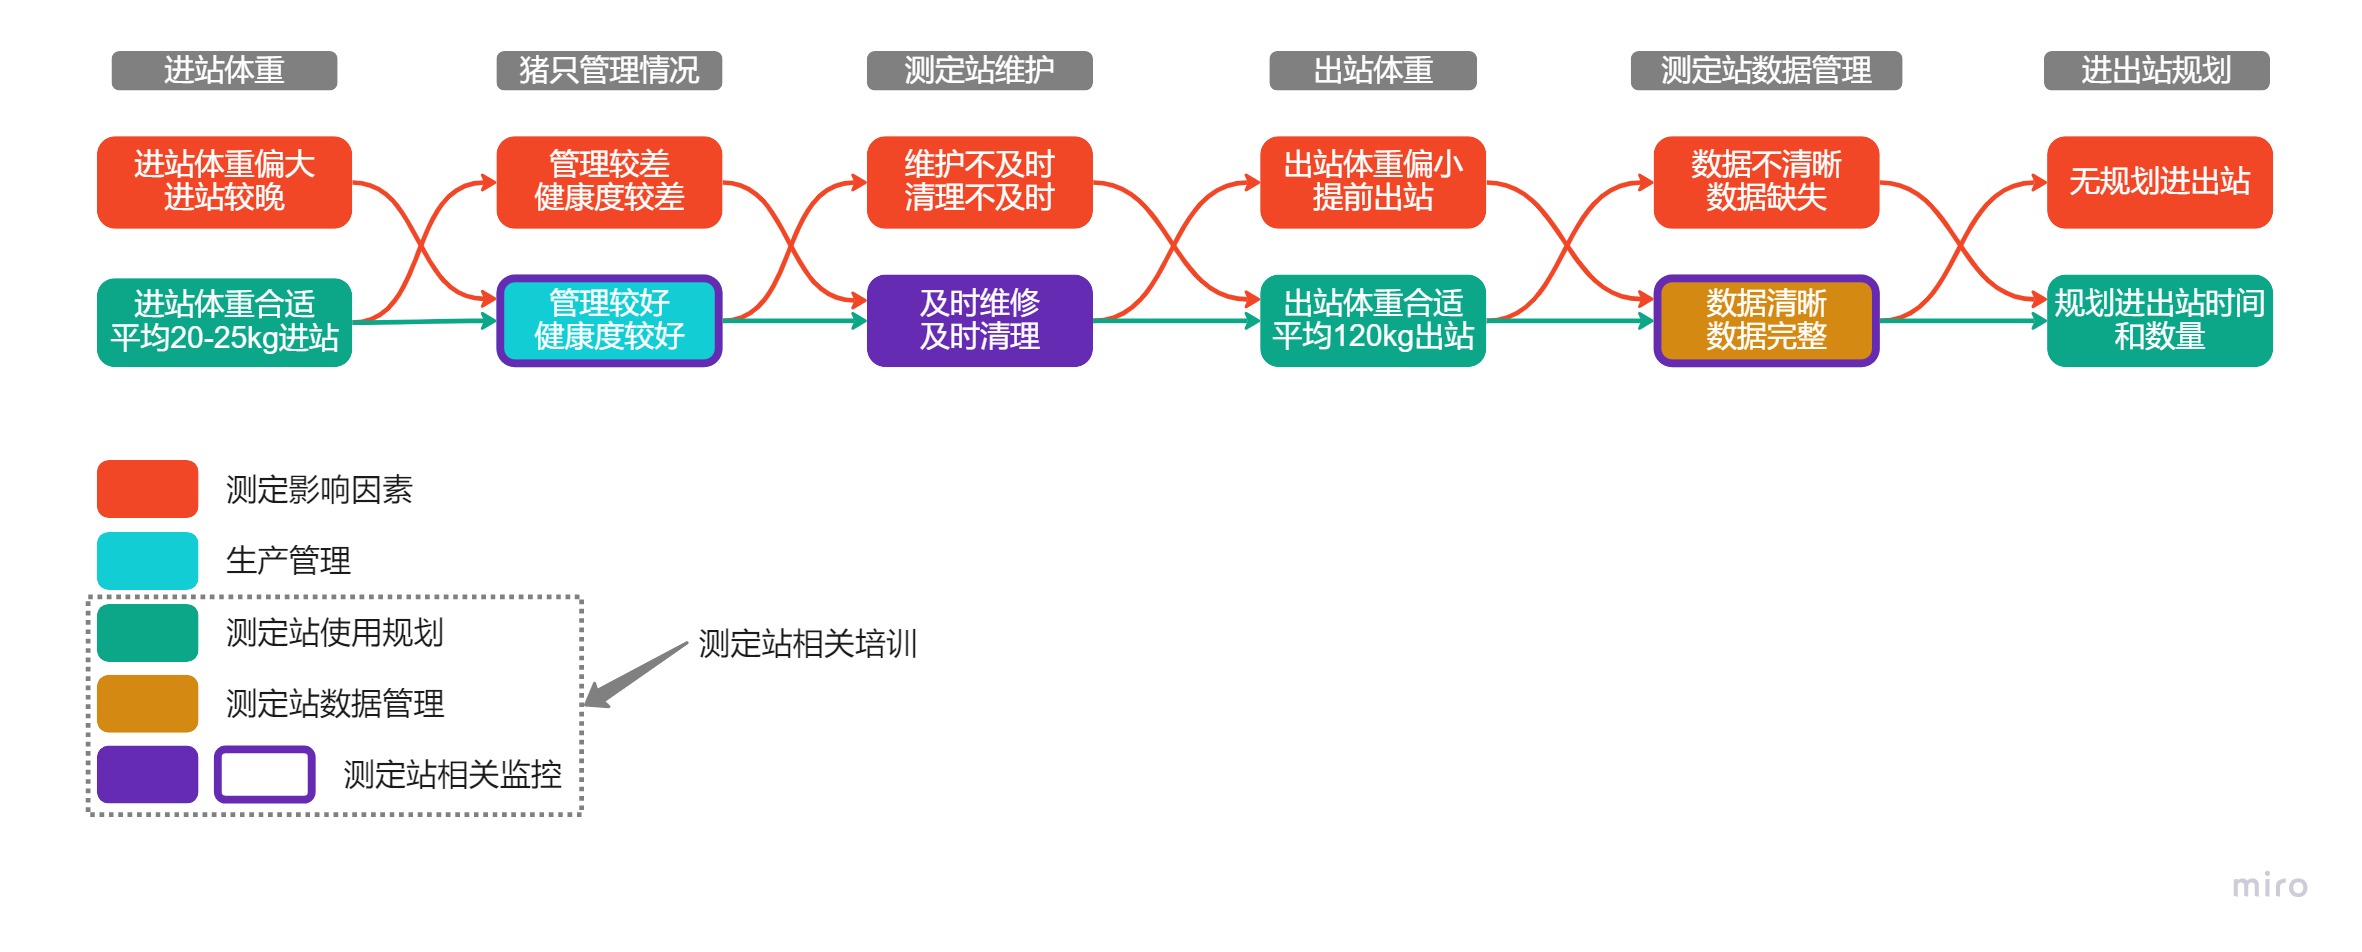 进站体重
猪只管理情况
测定站维护
出站体重
测定站数据管理
进出站规划
进站体重偏大
进站较晚
管理较差
健康度较差
维护不及时
清理不及时
出站体重偏小
提前出站
数据不清晰
数据缺失
无规划进出站
进站体重合适
平均20-25kg进站
管理较好
健康度较好
及时维修
及时清理
出站体重合适
平均120kg出站
数据清晰
数据完整
规划进出站时间
和数量
测定影响因素
生产管理
测定站使用规划
测定站相关培训
测定站数据管理
测定站相关监控
miro